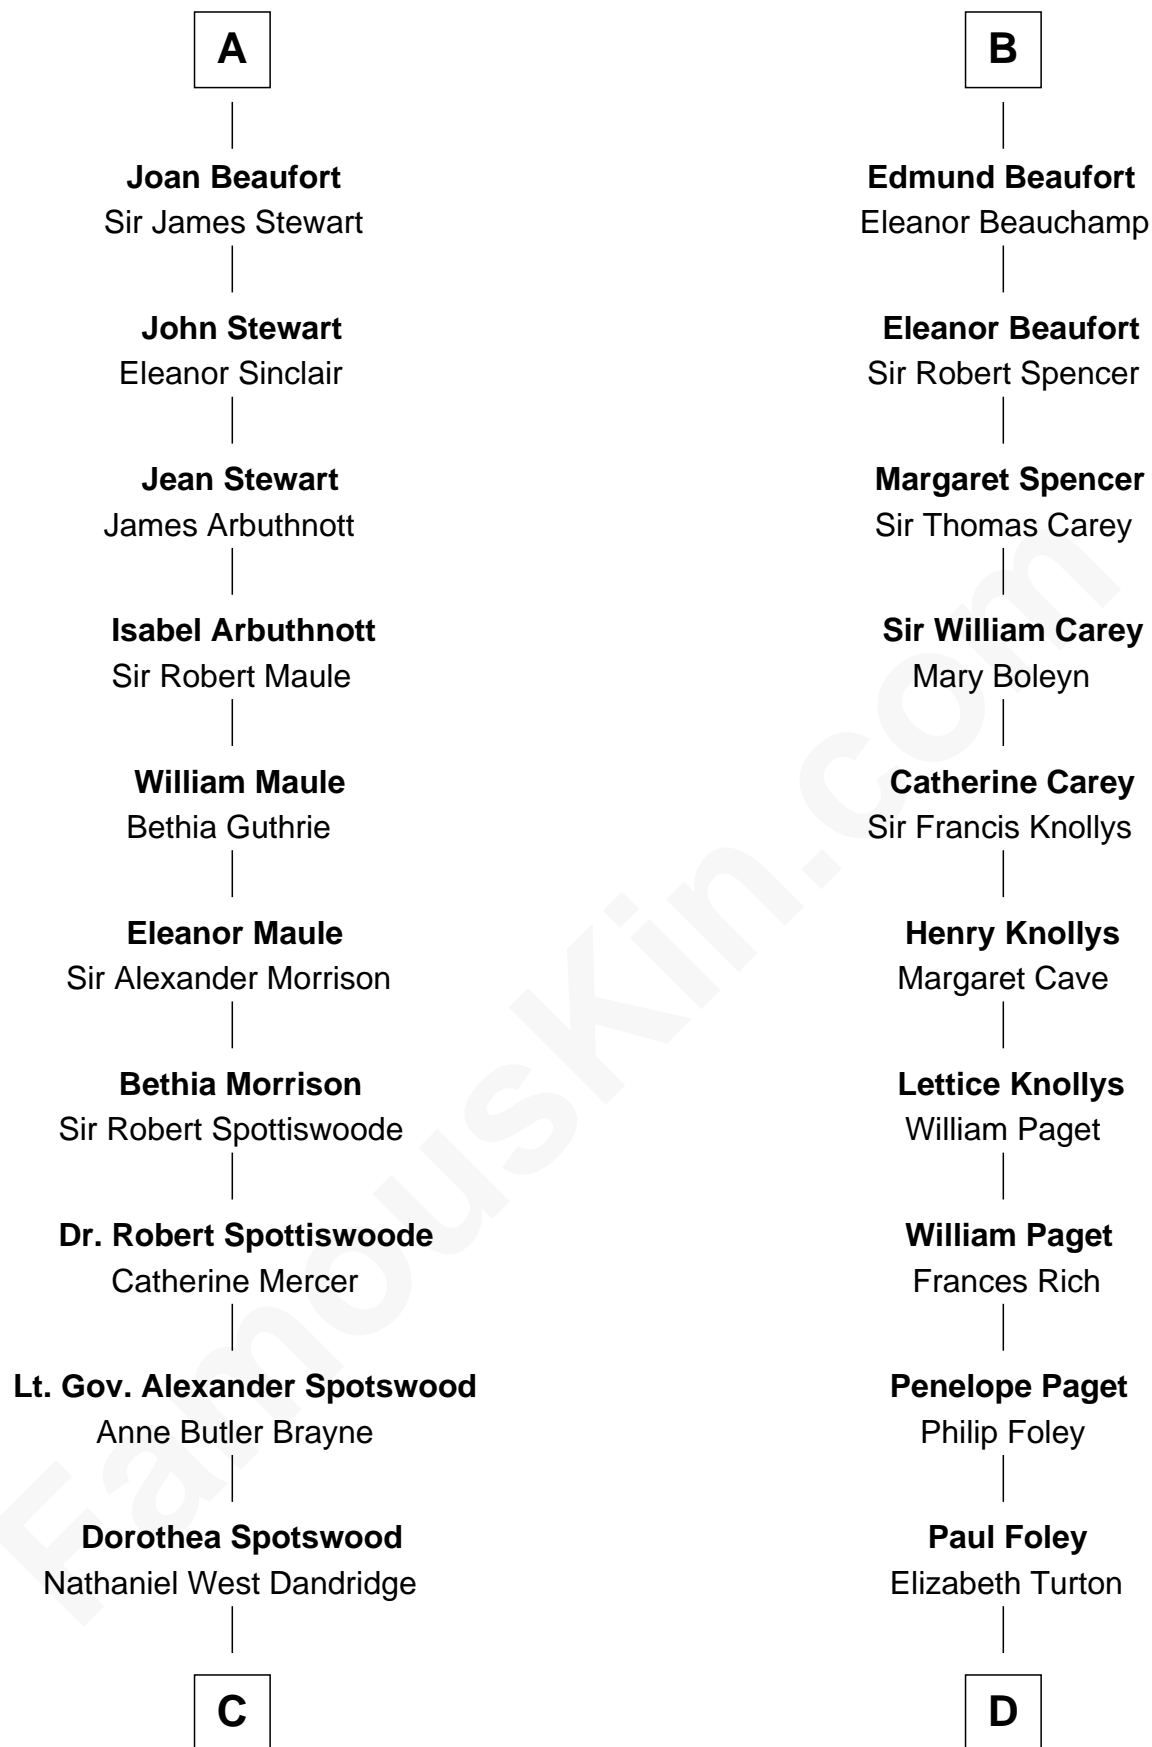 A
Joan Beaufort
Sir James Stewart
John Stewart
Eleanor Sinclair
Jean Stewart
James Arbuthnott
Isabel Arbuthnott
Sir Robert Maule
William Maule
Bethia Guthrie
Eleanor Maule
Sir Alexander Morrison
Bethia Morrison
Sir Robert Spottiswoode
Dr. Robert Spottiswoode
Catherine Mercer
Lt. Gov. Alexander Spotswood
Anne Butler Brayne
Dorothea Spotswood
Nathaniel West Dandridge
C
B
Edmund Beaufort
Eleanor Beauchamp
Eleanor Beaufort
Sir Robert Spencer
Margaret Spencer
Sir Thomas Carey
Sir William Carey
Mary Boleyn
Catherine Carey
Sir Francis Knollys
Henry Knollys
Margaret Cave
Lettice Knollys
William Paget
William Paget
Frances Rich
Penelope Paget
Philip Foley
Paul Foley
Elizabeth Turton
D
FamousKin.com